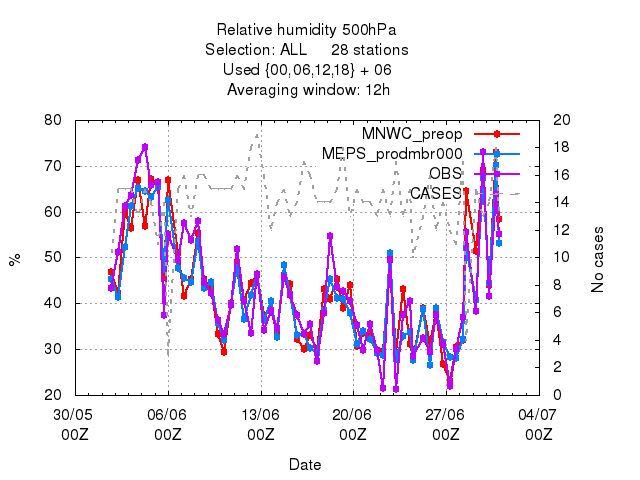 Relative humidity 500hPa
Selection: ALL     28 stations
Used {00,06,12,18} + 06
Averaging window: 12h
80 20
18
70 16
60 14
12
50 10
8
40 6
30 4
2
20 0
MNWC_preop
MEPS_prodmbr000
OBS
CASES
%
No cases
30/05 06/06 13/06 20/06 27/06 04/07
00Z 00Z 00Z 00Z 00Z 00Z
Date